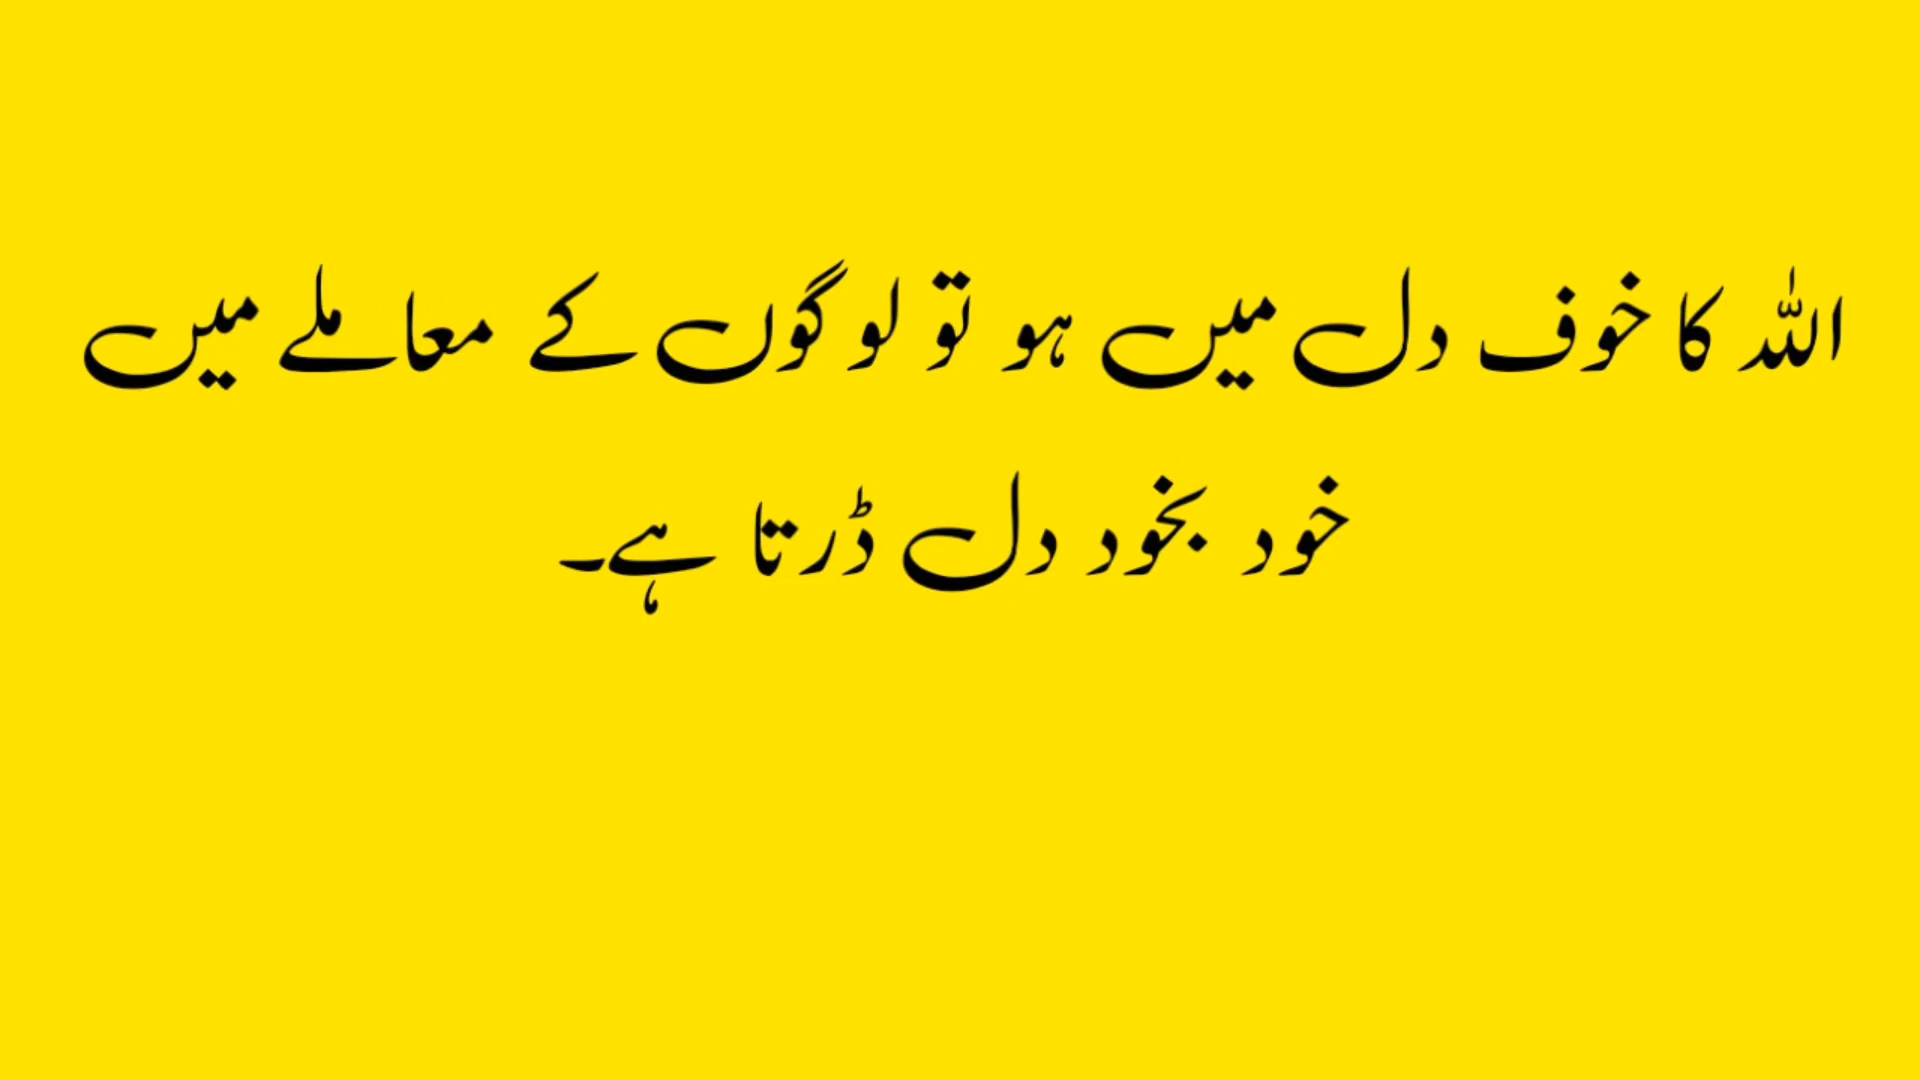 اللہ کا خوف دل میں ہو تو لوگوں کے معاملے میں
خود بخود دل ڈرتا ہے۔